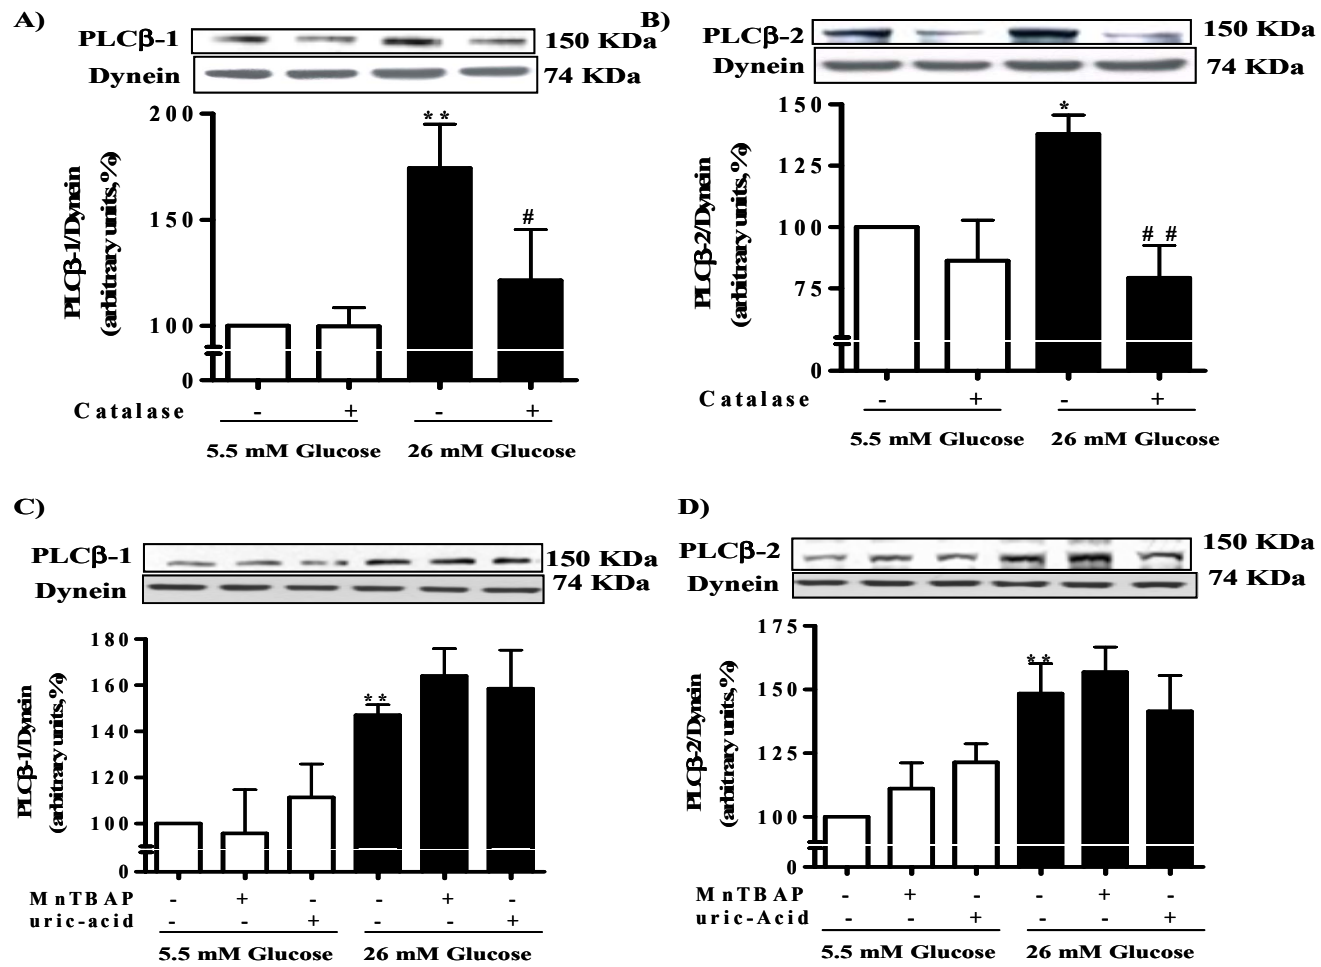 A)
PLCβ-1
150 KDa
Dynein
74 KDa
200
* *
150
#
100
0
PLCβ-1/Dynein
(arbitrary units,%)
Catalase - + - +
5.5 mM Glucose 26 mM Glucose
B)
PLCβ-2
150 KDa
Dynein
74 KDa
150
*
125
100
# #
75
0
PLCβ-2/Dynein
(arbitrary units,%)
Catalase - + - +
5.5 mM Glucose 26 mM Glucose
C)
PLCβ-1
150 KDa
Dynein
74 KDa
180
160
* *
140
120
100
0
PLCβ-1/Dynein
(arbitrary units,%)
MnTBAP - + - - + -
uric-acid - - + - - +
5.5 mM Glucose 26 mM Glucose
D)
PLCβ-2
150 KDa
Dynein
74 KDa
175
* *
150
125
100
0
PLCβ-2/Dynein
(arbitrary units,%)
MnTBAP - + - - + -
uric-Acid - - + - - +
5.5 mM Glucose 26 mM Glucose